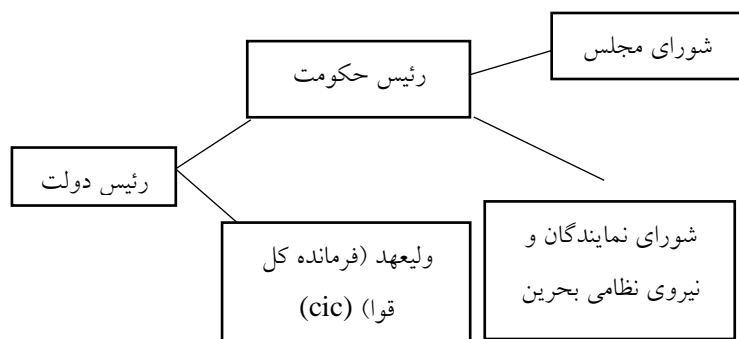 شورای مجلس
رئیس حکومت
رئیس دولت
ولیعهد (فرمانده کل
قوا) (cic)
شورای نمایندگان و
نیروی نظامی بحرین